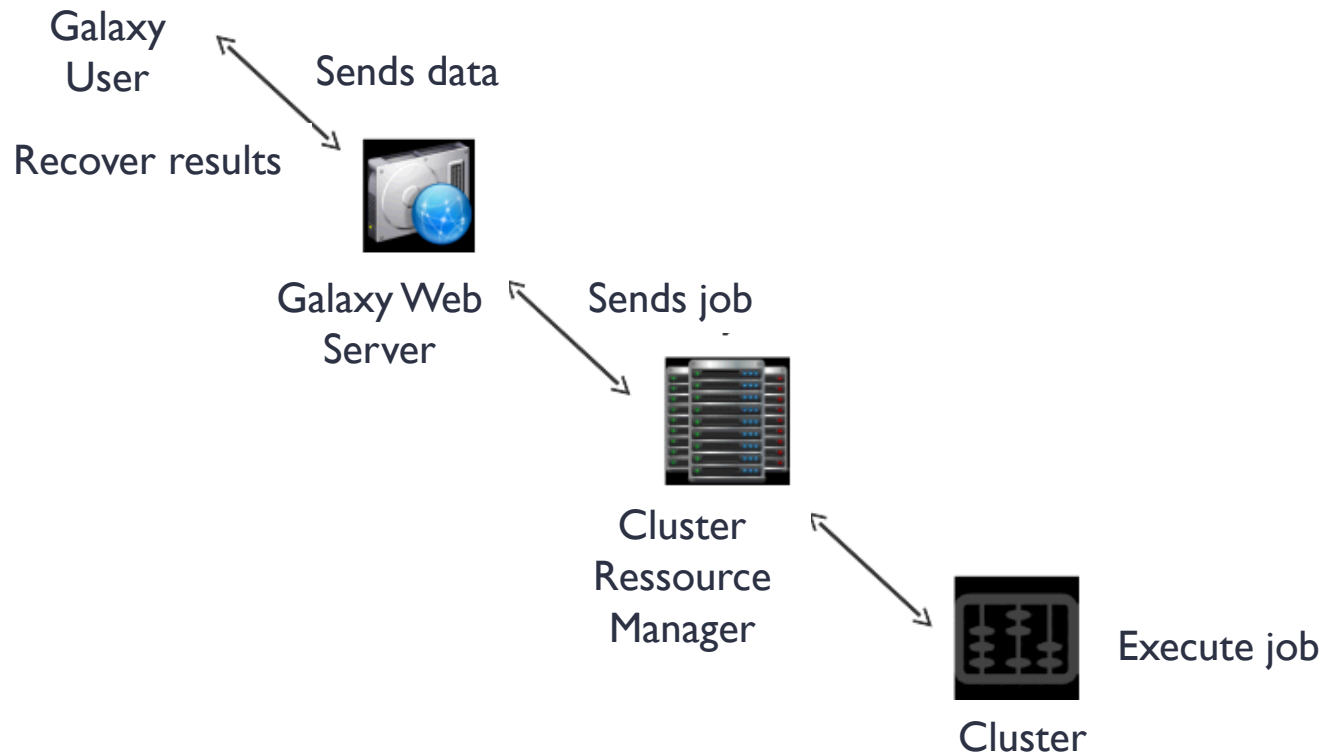 Galaxy
User
Sends data
Recover results
Galaxy Web
Server
Sends job
Cluster
Ressource
Manager
Execute job
Cluster